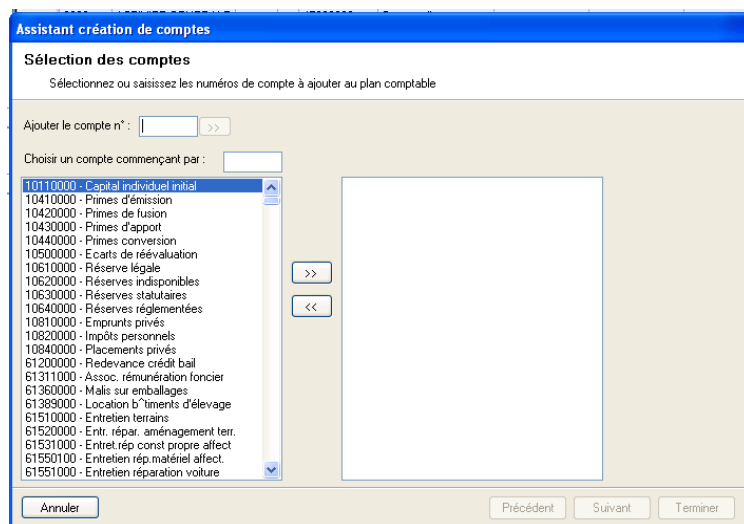 Assistant création de comptes
Sélection des comptes
Sélectionnez ou saisissez les numéros de compte à ajouter au plan comptable
Ajouter le compte n° :
>>
Choisir un compte commençant par :
10110000 - Capital individuel initial
10410000 - Primes d'émission
10420000 - Primes de fusion
10430000 - Primes d'apport
10440000 - Primes conversion
10500000 - Ecarts de réévaluation
10610000 - Réserve légale
10620000 - Réserves indisponibles
10630000 - Réserves statutaires
10640000 - Réserves réglementées
10810000 - Emprunts privés
10820000 - Impôts personnels
10840000 - Placements privés
61200000 - Redevance crédit bail
61311000 - Assoc. rémunération foncier
61360000 - Malis sur emballages
61389000 - Location b^timents d'élevage
61510000 - Entretien terrains
61520000 - Entr. répar. aménagement terr.
61531000 - Entret.rép const propre affect
61550100 - Entretien rép.matériel affect.
61551000 - Entretien réparation voiture
>>
<<
Annuler
Précédent
Suivant
Terminer